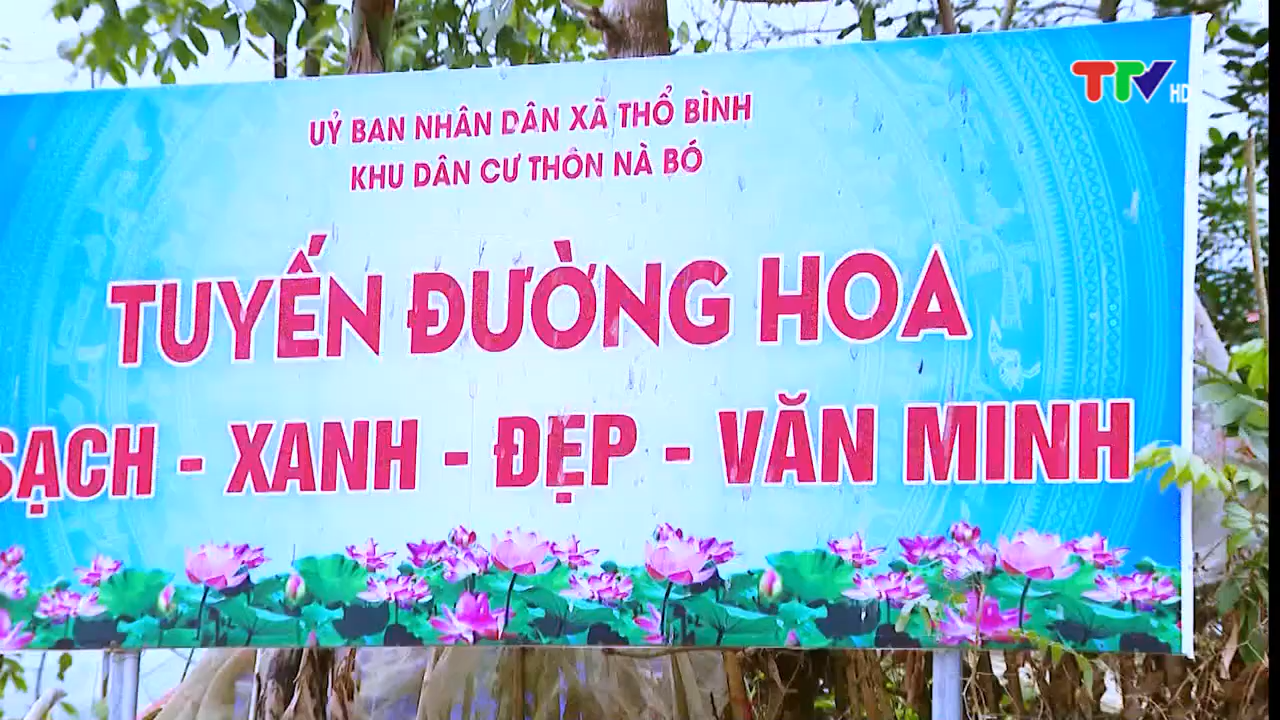 TTV HD
UỶ BAN NHÂN DÂN XÃ THỔ BÌNH
KHU DÂN CƯ THÔN NÀ BÓ
TUYẾN ĐƯỜNG HOA
SẠCH - XANH - ĐẸP - VĂN MINH